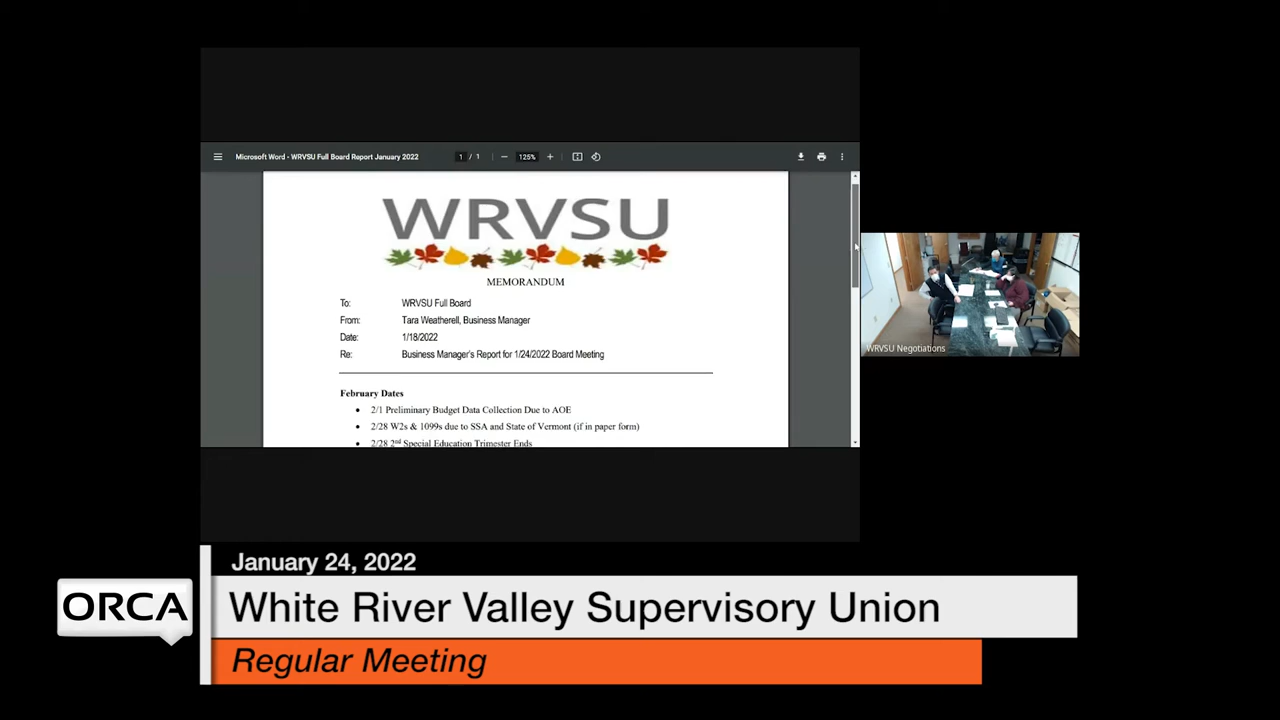 Microsoft Word - WRVSU Full Board Report January 2022 1 / 1 125%
WRVSU
MEMORANDUM
To: WRVSU Full Board
From: Tara Weatherell, Business Manager
Date: 1/18/2022
Re: Business Manager's Report for 1/24/2022 Board Meeting
February Dates
• 2/1 Preliminary Budget Data Collection Due to AOE
• 2/28 W2s & 1099s due to SSA and State of Vermont (if in paper form)
• 2/28 2nd Special Education Trimester Ends
WRVSU Negotiations
January 24, 2022
ORCA
White River Valley Supervisory Union
Regular Meeting